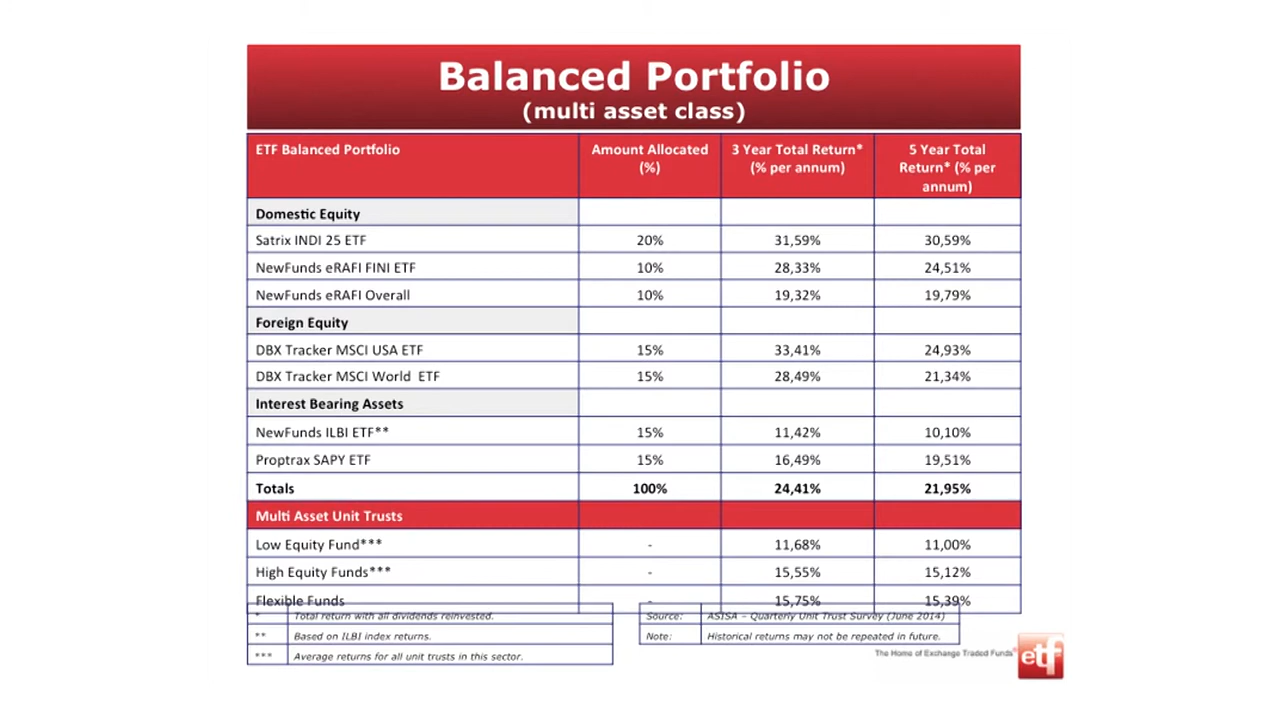 Balanced Portfolio
(multi asset class)
ETF Balanced Portfolio Amount Allocated (%) 3 Year Total Return* (% per annum) 5 Year Total Return* (% per annum)
Domestic Equity
Satrix INDI 25 ETF 20% 31,59% 30,59%
NewFunds eRAFI FINI ETF 10% 28,33% 24,51%
NewFunds eRAFI Overall 10% 19,32% 19,79%
Foreign Equity
DBX Tracker MSCI USA ETF 15% 33,41% 24,93%
DBX Tracker MSCI World ETF 15% 28,49% 21,34%
Interest Bearing Assets
NewFunds ILBI ETF** 15% 11,42% 10,10%
Proptrax SAPY ETF 15% 16,49% 19,51%
Totals 100% 24,41% 21,95%
Multi Asset Unit Trusts
Low Equity Fund*** - 11,68% 11,00%
High Equity Funds*** - 15,55% 15,12%
Flexible Funds - 15,75% 15,39%
* Total return with all dividends reinvested.
** Based on ILBI index returns.
*** Average returns for all unit trusts in this sector.
Source: ASISA – Quarterly Unit Trust Survey (June 2014)
Note: Historical returns may not be repeated in future.
The Home of Exchange Traded Funds®
etf